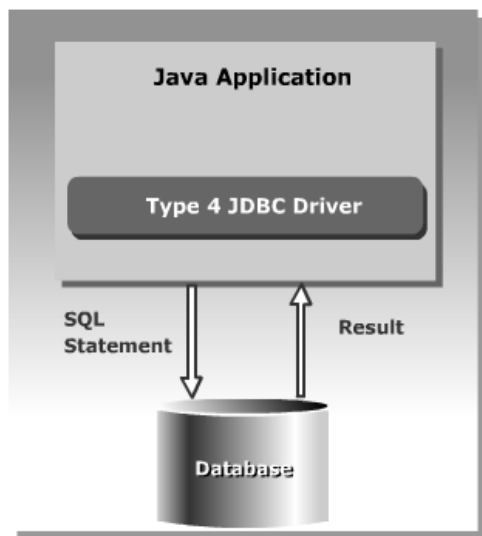 Java Application
Type 4 JDBC Driver
SQL
Statement
Result
Database